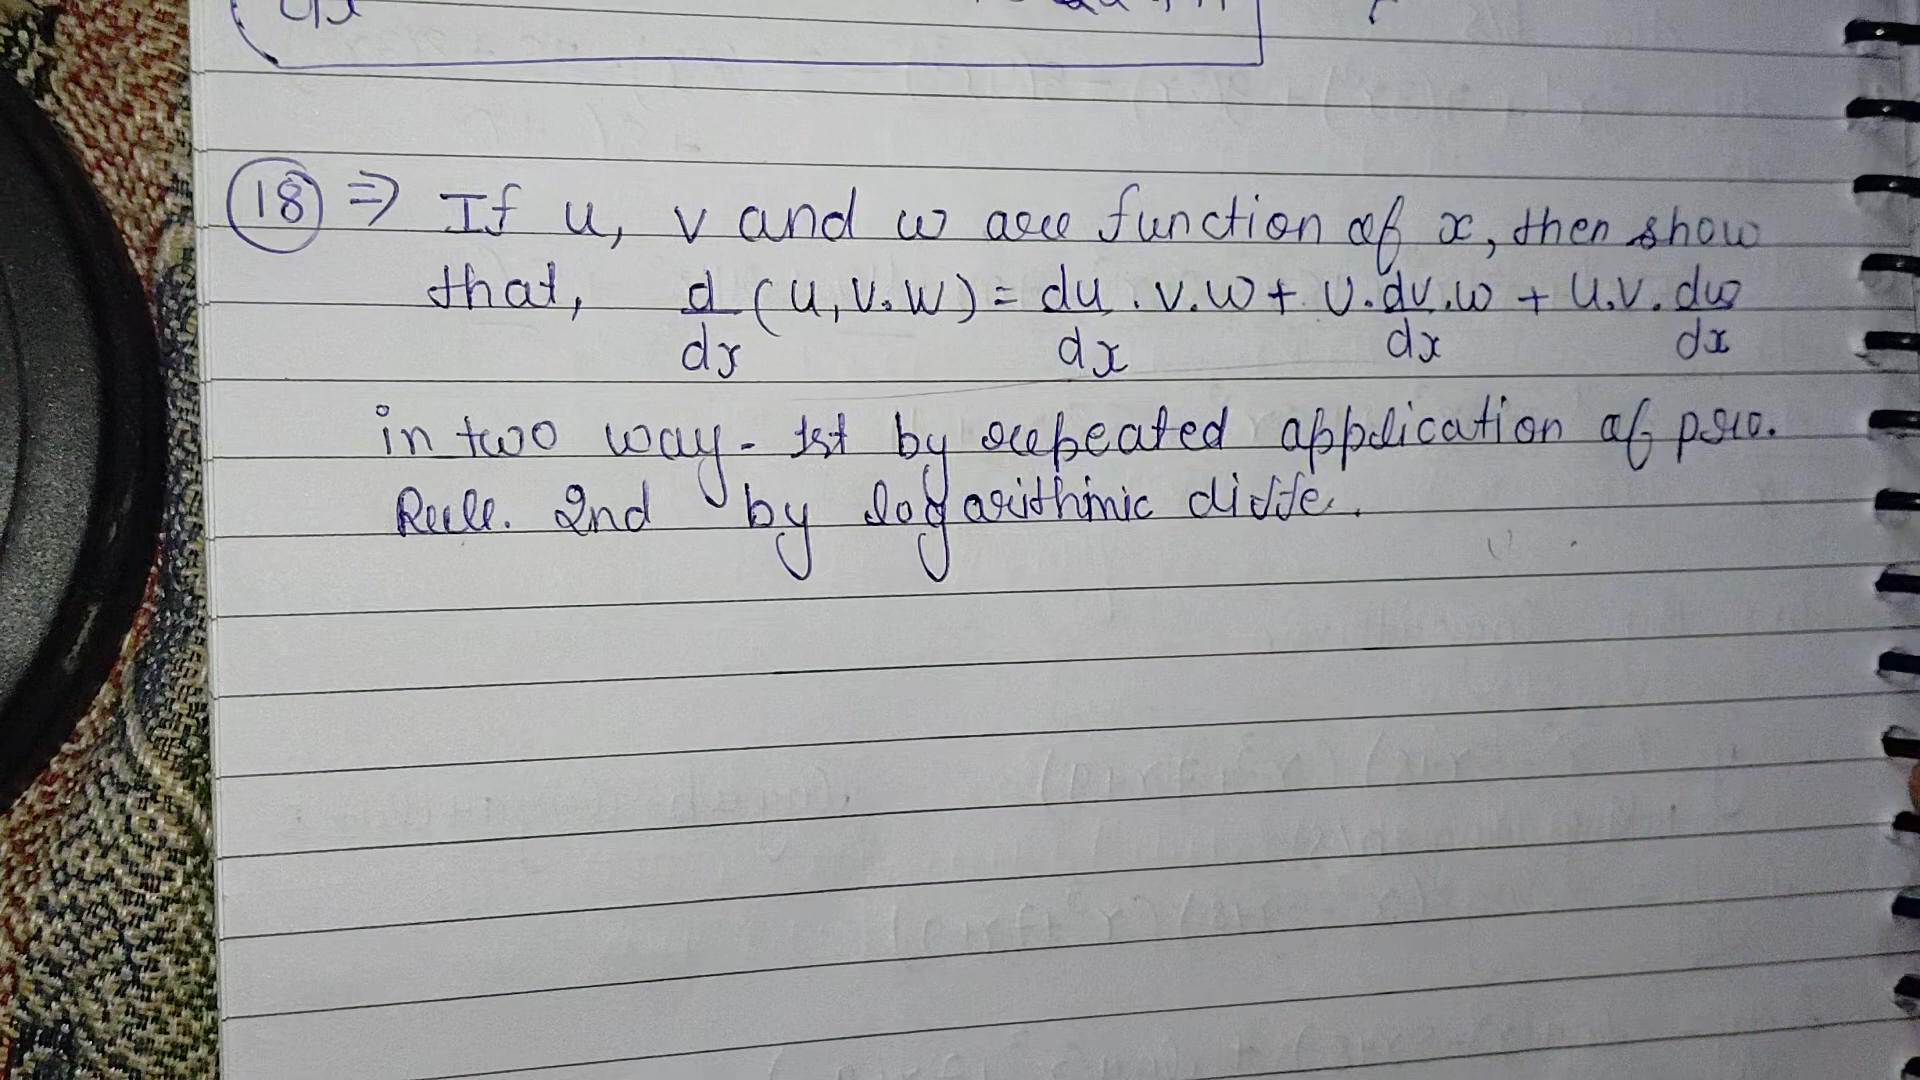 18 ⇒ If u, v and w are function of x, then show
that, d/dx (u, v. w) = du/dx . v. w + u. dv/dx . w + u. v. dw/dx
in two way - 1st by repeated application of pro.
Rule. 2nd by logarithmic diffe.